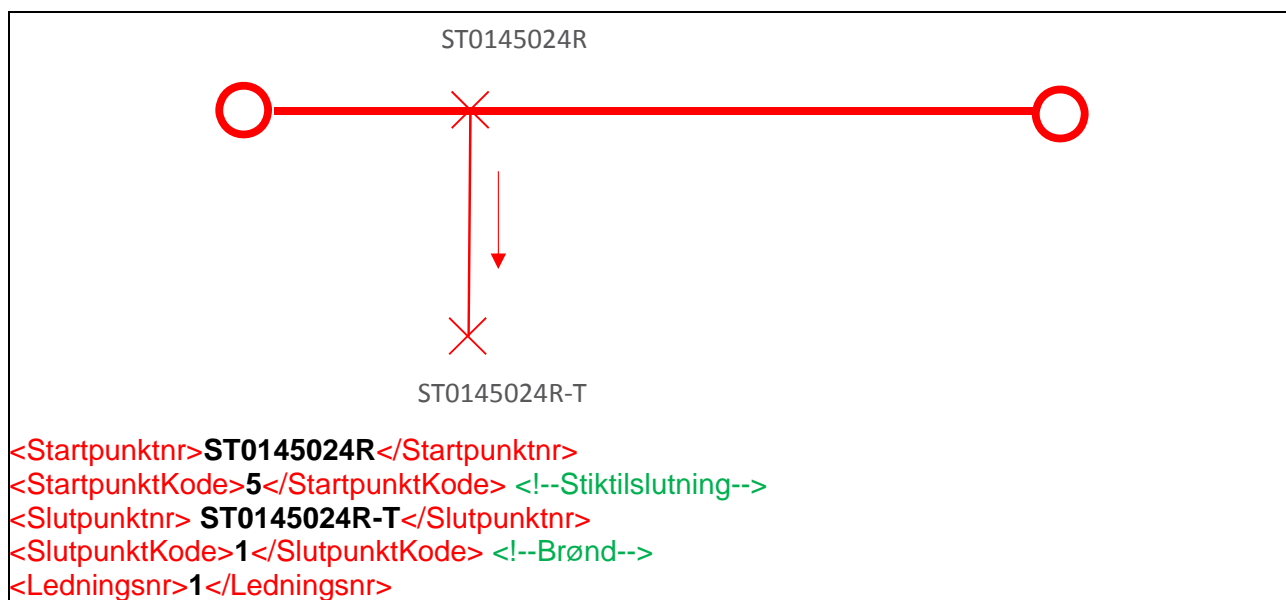 ST0145024R
ST0145024R-T
<Startpunktnr>ST0145024R</Startpunktnr>
<StartpunktKode>5</StartpunktKode> <!--Stiktilslutning-->
<Slutpunktnr> ST0145024R-T</Slutpunktnr>
<SlutpunktKode>1</SlutpunktKode> <!--Brønd-->
<Ledningsnr>1</Ledningsnr>